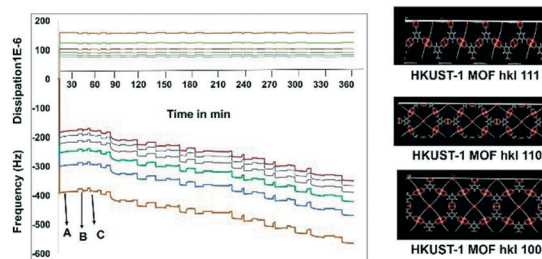 200
150
100
50
0
Dissipation1E-6
30 60 90 120 150 180 210 240 270 300 330 360
Time in min
-100
-200
-300
-400
-500
-600
Frequency (Hz)
A B C
HKUST-1 MOF hkl 111
HKUST-1 MOF hkl 110
HKUST-1 MOF hkl 100